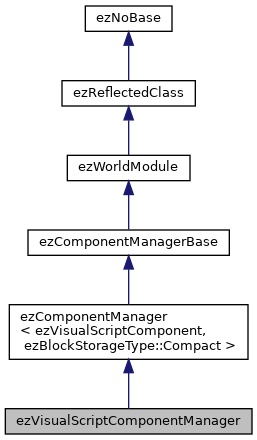 ezNoBase
ezReflectedClass
ezWorldModule
ezComponentManagerBase
ezComponentManager
< ezVisualScriptComponent,
ezBlockStorageType::Compact >
ezVisualScriptComponentManager